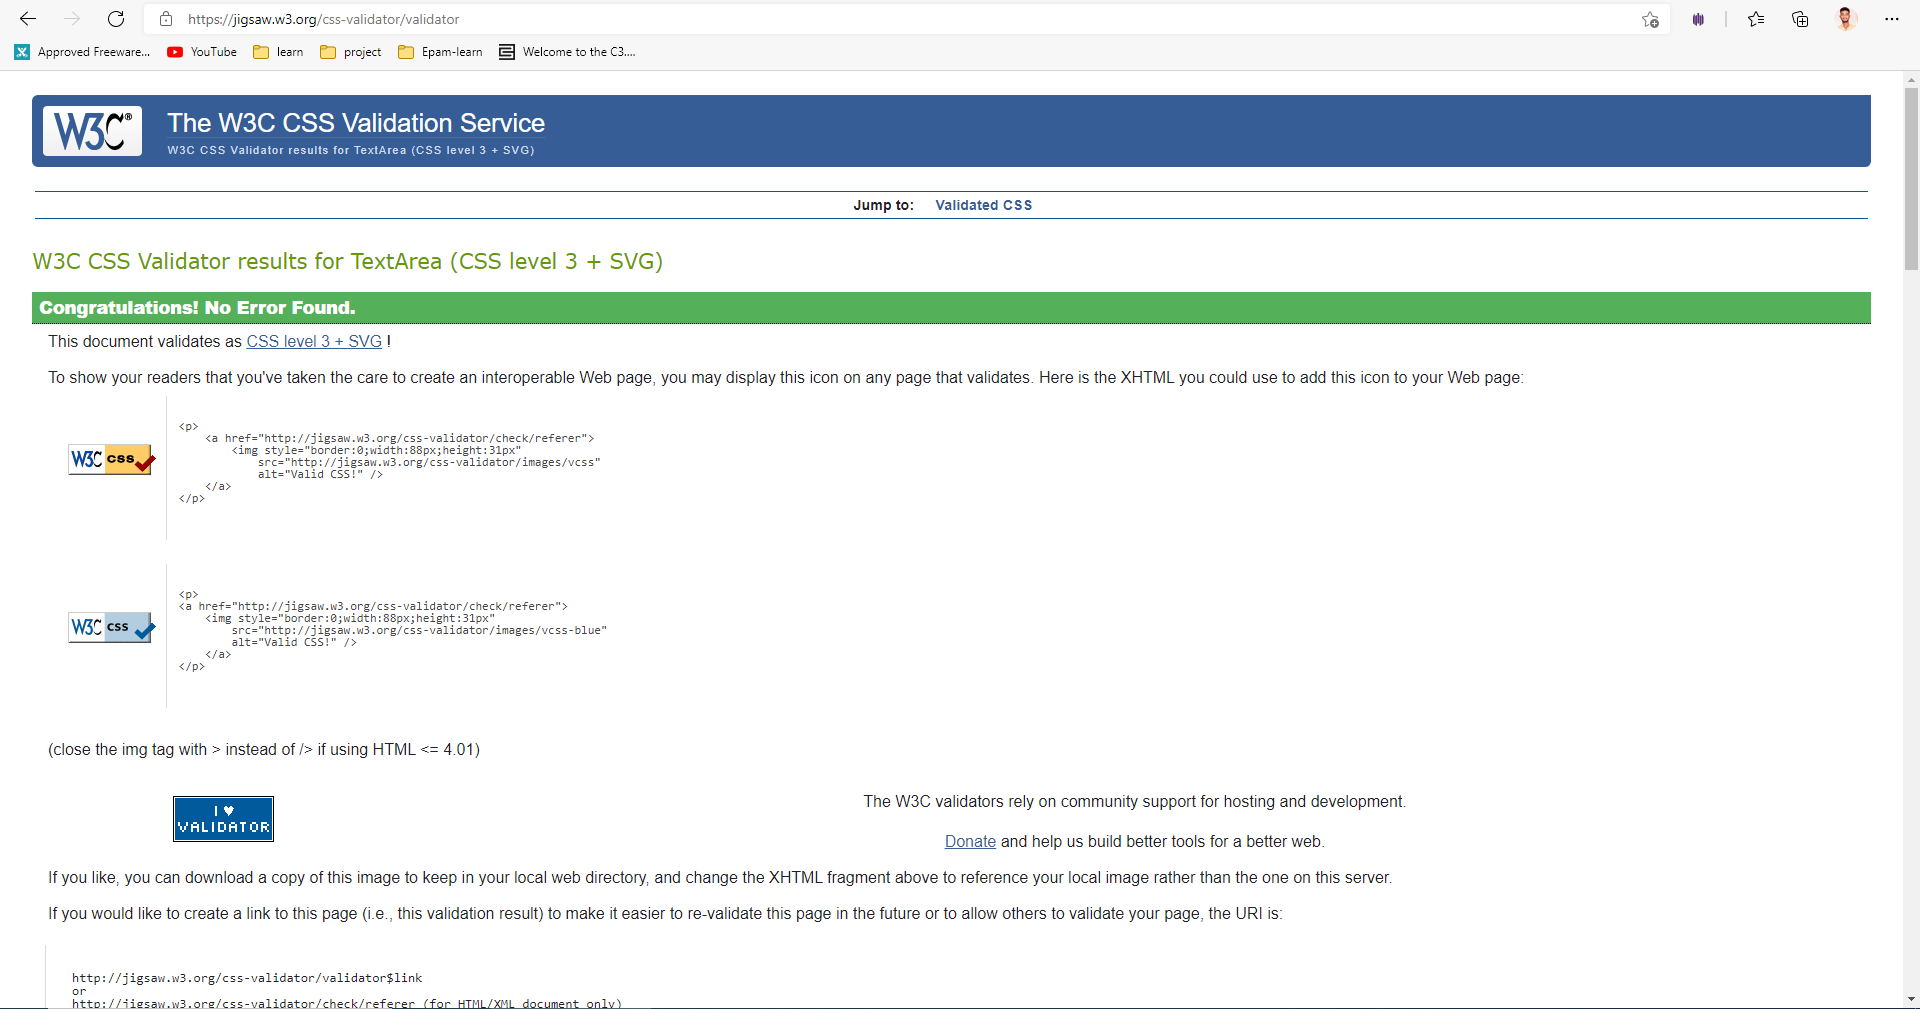 https://jigsaw.w3.org/css-validator/validator
Approved Freeware... YouTube learn project Epam-learn Welcome to the C3....
W3C®
The W3C CSS Validation Service
W3C CSS Validator results for TextArea (CSS level 3 + SVG)
Jump to: Validated CSS
W3C CSS Validator results for TextArea (CSS level 3 + SVG)
Congratulations! No Error Found.
This document validates as CSS level 3 + SVG !
To show your readers that you've taken the care to create an interoperable Web page, you may display this icon on any page that validates. Here is the XHTML you could use to add this icon to your Web page:
W3C css
<p>
<a href="http://jigsaw.w3.org/css-validator/check/referer">
<img style="border:0;width:88px;height:31px"
src="http://jigsaw.w3.org/css-validator/images/vcss"
alt="Valid CSS!" />
</a>
</p>
W3C css
<p>
<a href="http://jigsaw.w3.org/css-validator/check/referer">
<img style="border:0;width:88px;height:31px"
src="http://jigsaw.w3.org/css-validator/images/vcss-blue"
alt="Valid CSS!" />
</a>
</p>
(close the img tag with > instead of /> if using HTML <= 4.01)
I ♥
VALIDATOR
The W3C validators rely on community support for hosting and development.
Donate and help us build better tools for a better web.
If you like, you can download a copy of this image to keep in your local web directory, and change the XHTML fragment above to reference your local image rather than the one on this server.
If you would like to create a link to this page (i.e., this validation result) to make it easier to re-validate this page in the future or to allow others to validate your page, the URI is:
http://jigsaw.w3.org/css-validator/validator$link
or
http://jigsaw.w3.org/css-validator/check/referer (for HTML/XML document only)